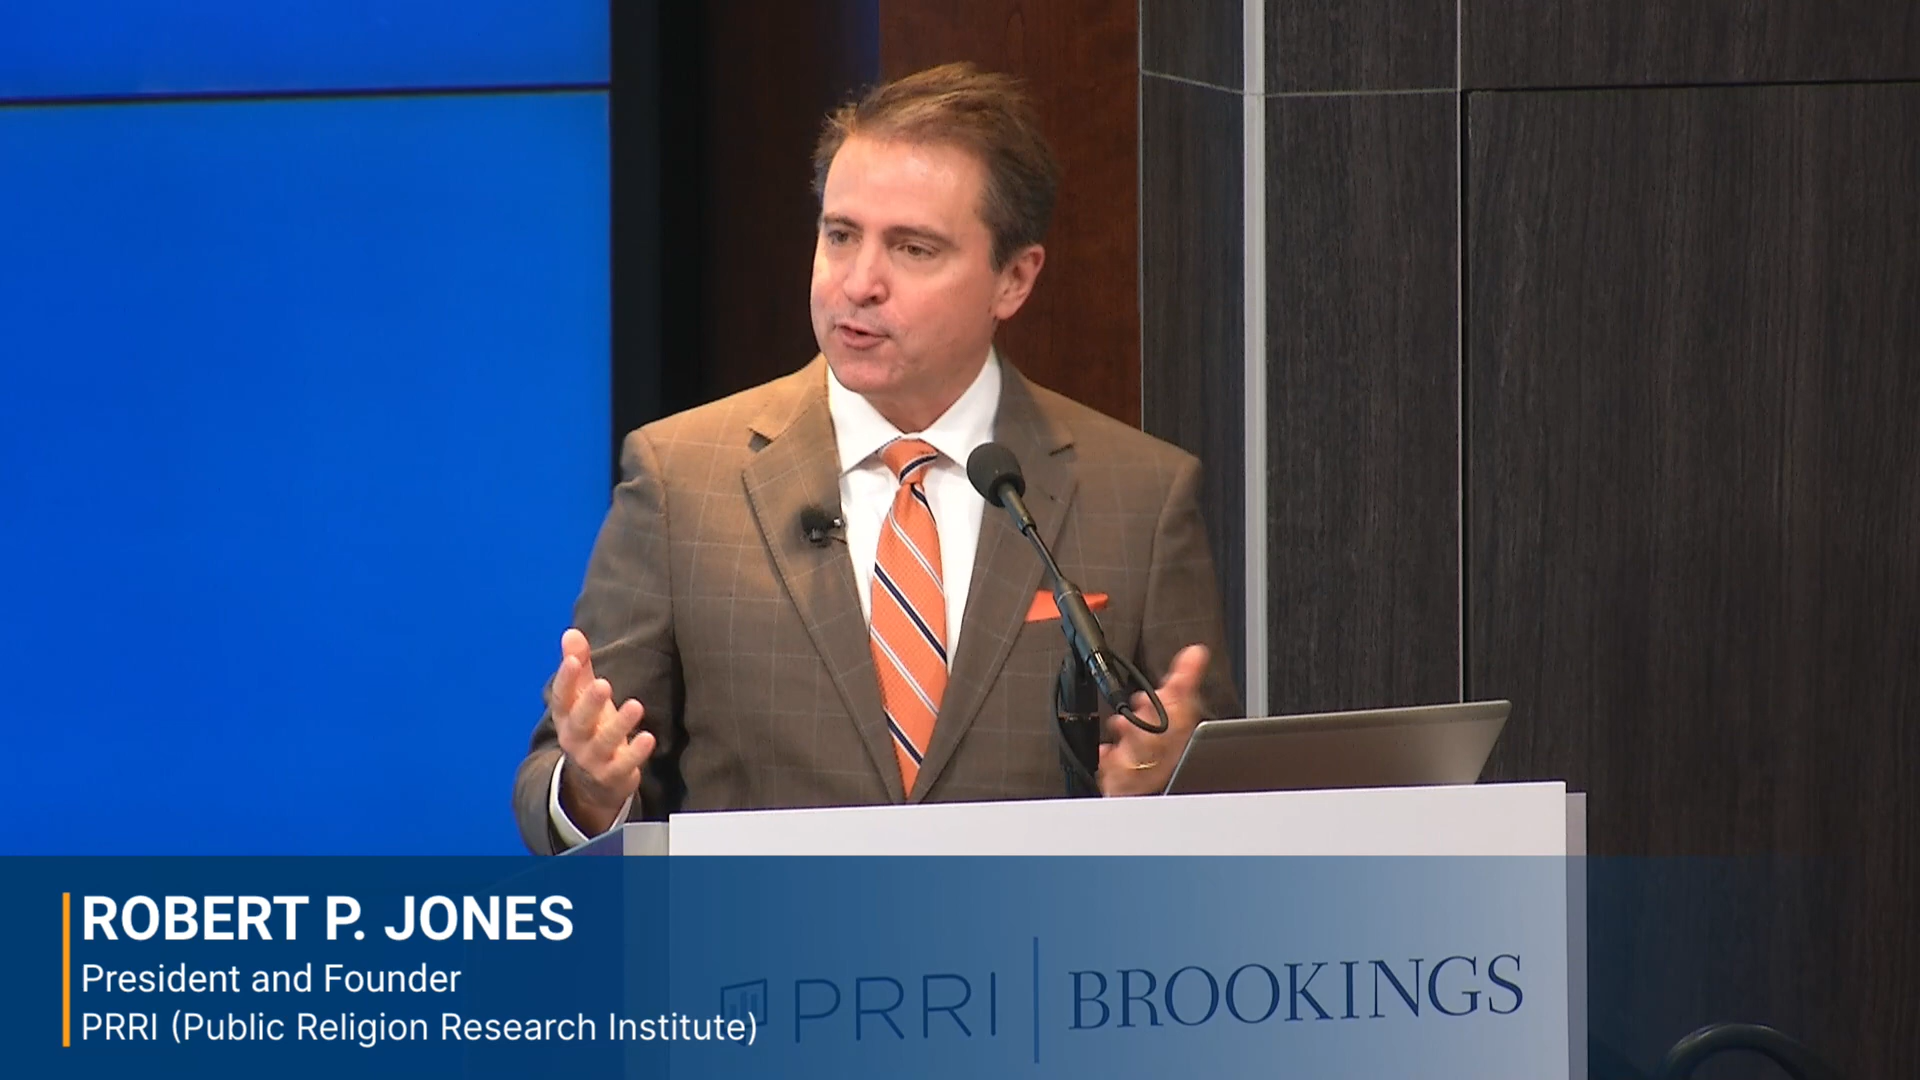 ROBERT P. JONES
President and Founder
PRRI (Public Religion Research Institute)
PRRI | BROOKINGS